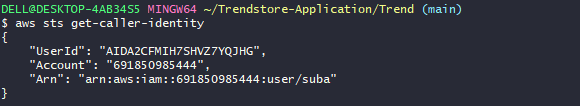 DELL@DESKTOP-4AB34S5 MINGW64 ~/Trendstore-Application/Trend (main)
$ aws sts get-caller-identity
{
    "UserId": "AIDA2CFMIH7SHVZ7YQJHG",
    "Account": "691850985444",
    "Arn": "arn:aws:iam::691850985444:user/suba"
}